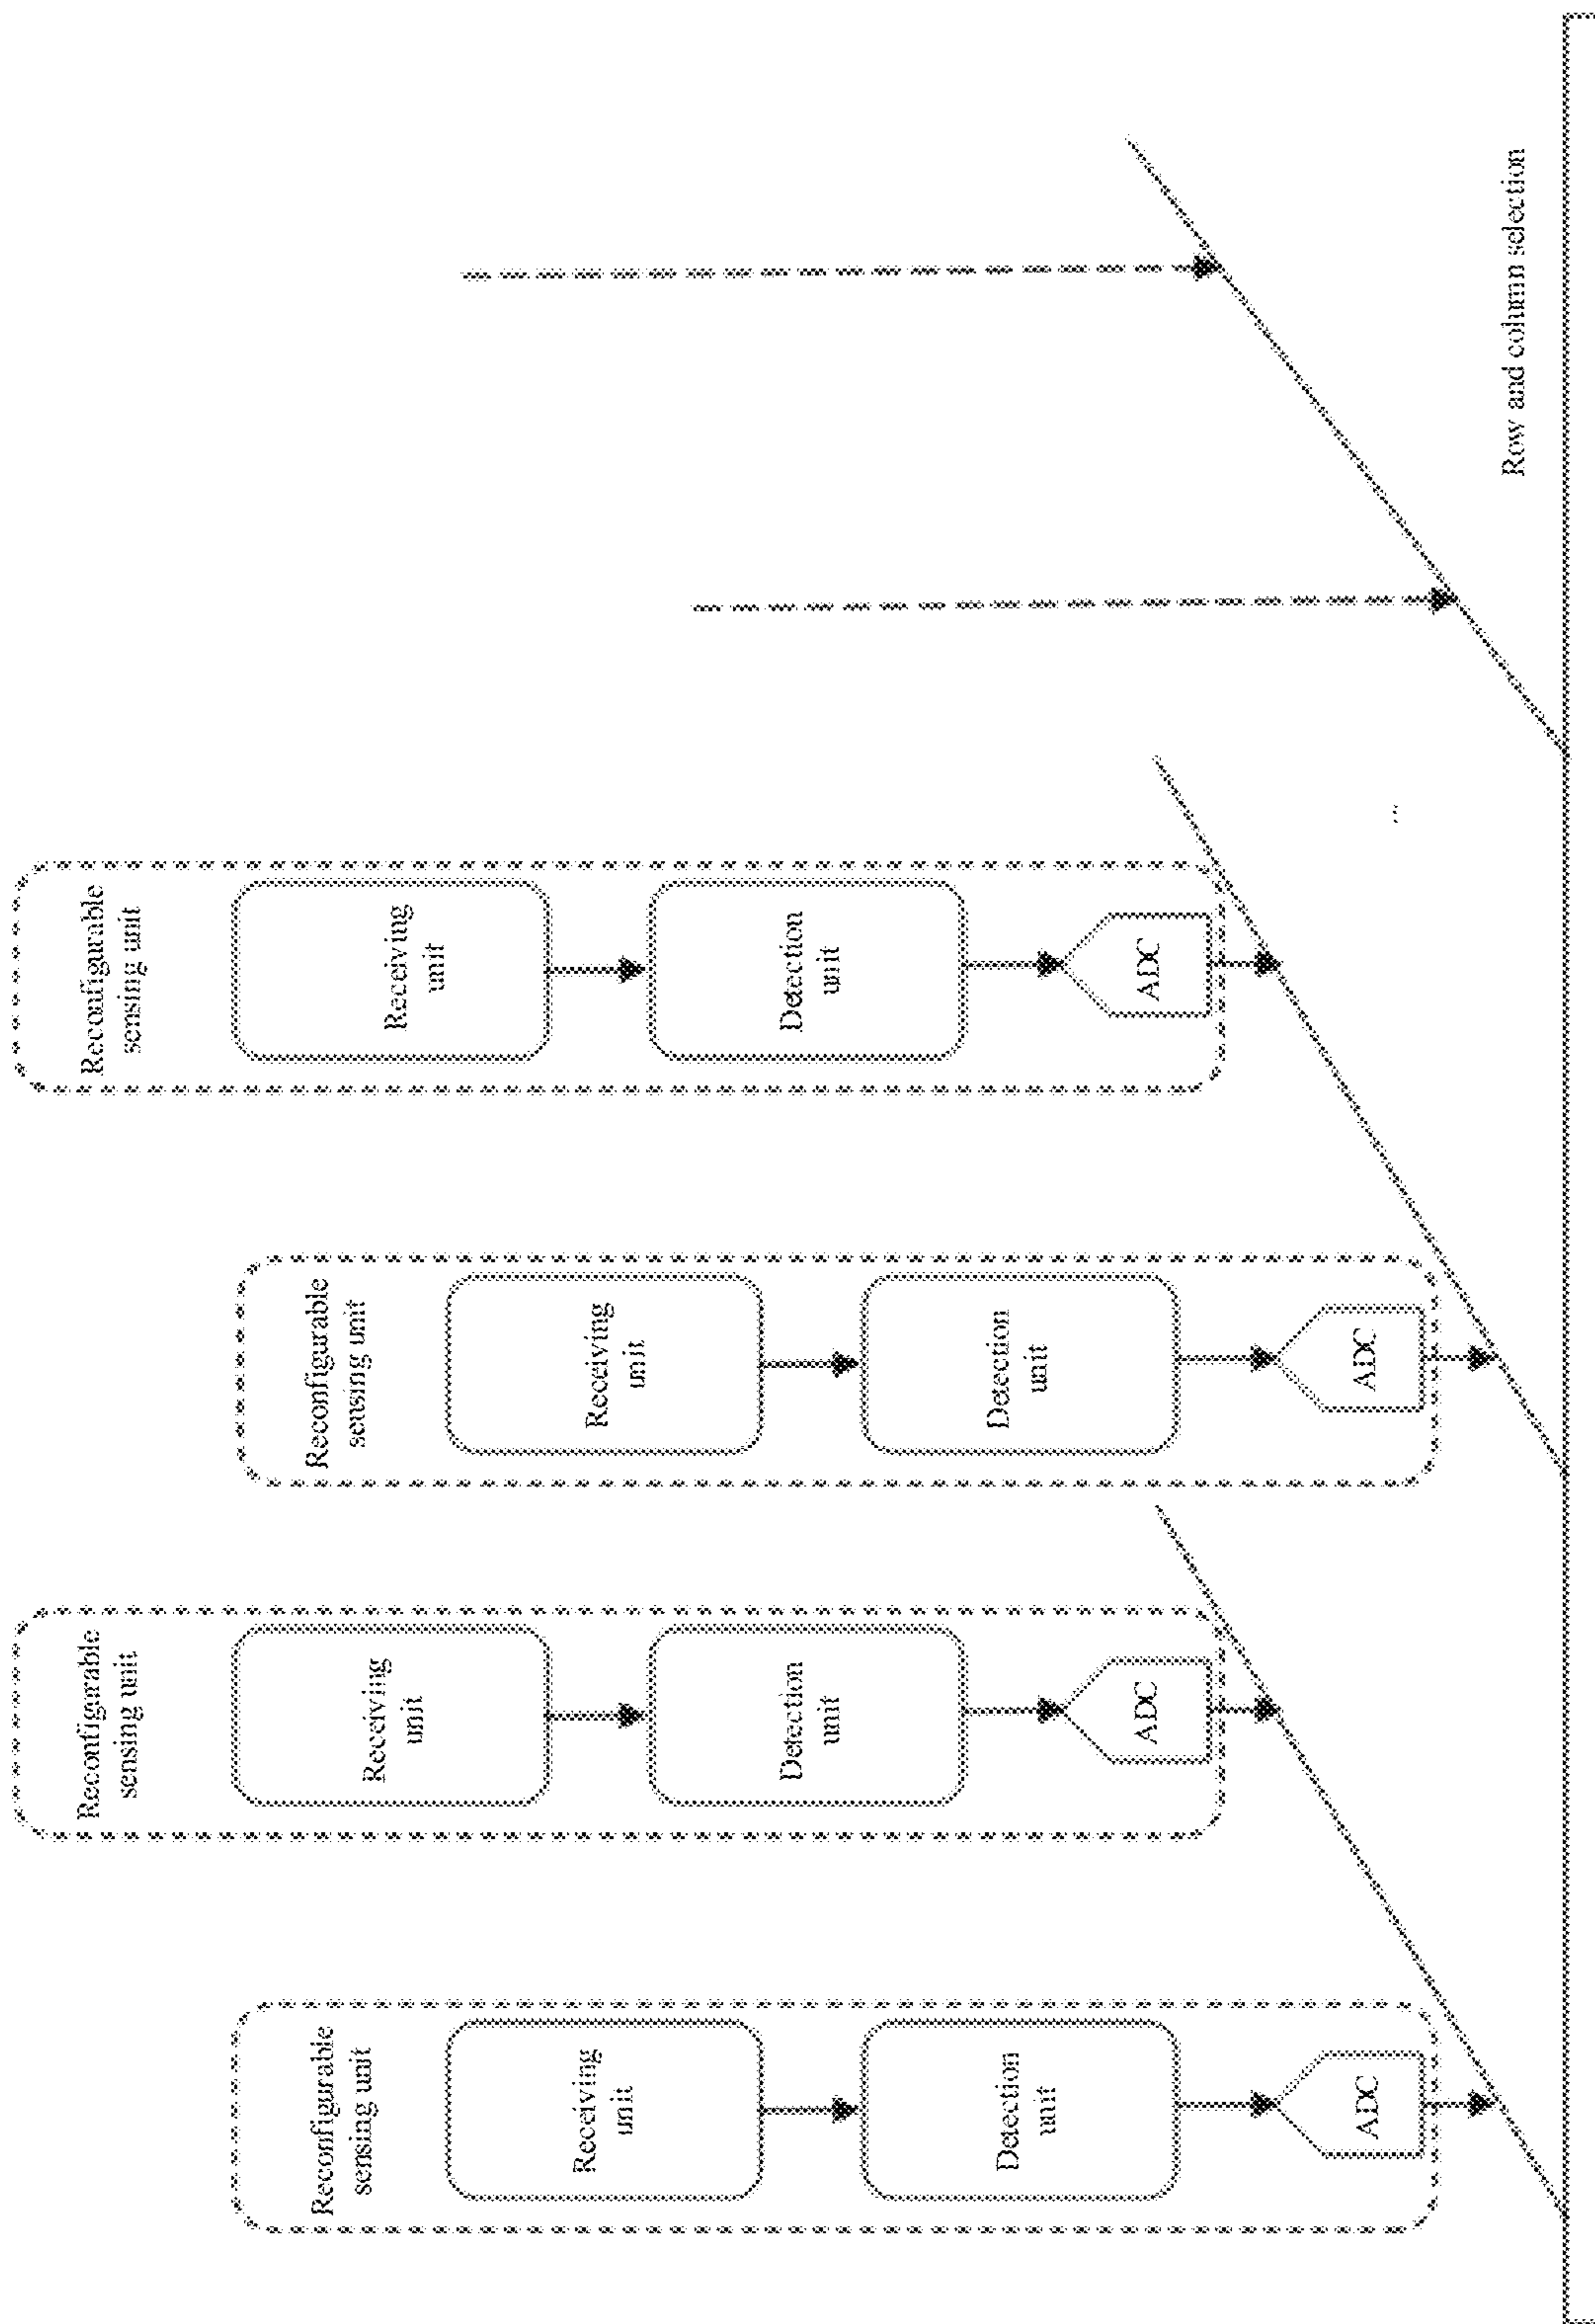 Reconfigurable
sensing unit
Receiving
unit
Detection
unit
ADC
Reconfigurable
sensing unit
Receiving
unit
Detection
unit
ADC
Reconfigurable
sensing unit
Receiving
unit
Detection
unit
ADC
Reconfigurable
sensing unit
Receiving
unit
Detection
unit
ADC
...
Row and column selection